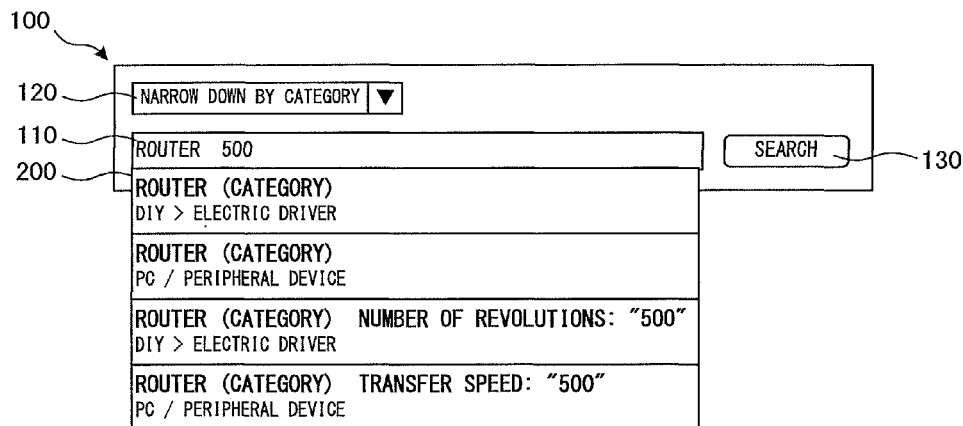 100
120 NARROW DOWN BY CATEGORY ▼
110 ROUTER 500 SEARCH 130
200
ROUTER (CATEGORY)
DIY > ELECTRIC DRIVER
ROUTER (CATEGORY)
PC / PERIPHERAL DEVICE
ROUTER (CATEGORY) NUMBER OF REVOLUTIONS: "500"
DIY > ELECTRIC DRIVER
ROUTER (CATEGORY) TRANSFER SPEED: "500"
PC / PERIPHERAL DEVICE